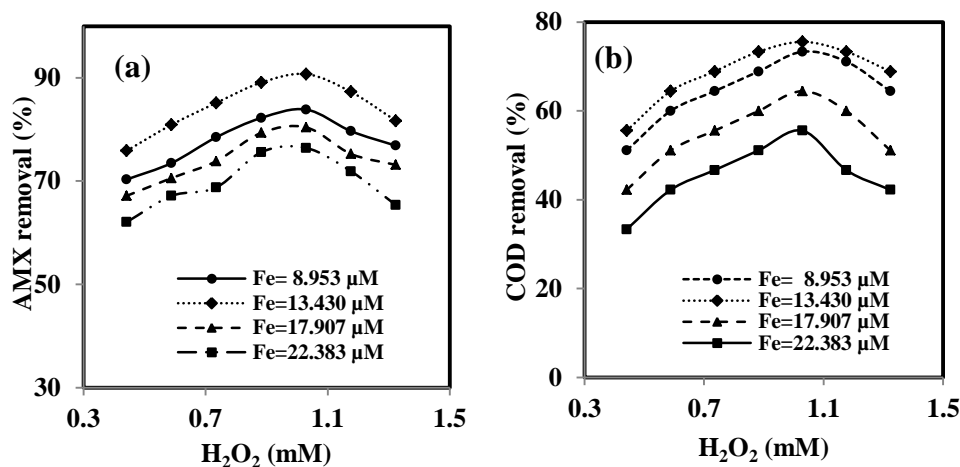 (a)
AMX removal (%)
90
70
50
30
Fe= 8.953 µM
Fe=13.430 µM
Fe=17.907 µM
Fe=22.383 µM
0.3 0.7 1.1 1.5
H₂O₂ (mM)
(b)
COD removal (%)
80
60
40
20
0
Fe= 8.953 µM
Fe=13.430 µM
Fe=17.907 µM
Fe=22.383 µM
0.3 0.7 1.1 1.5
H₂O₂ (mM)